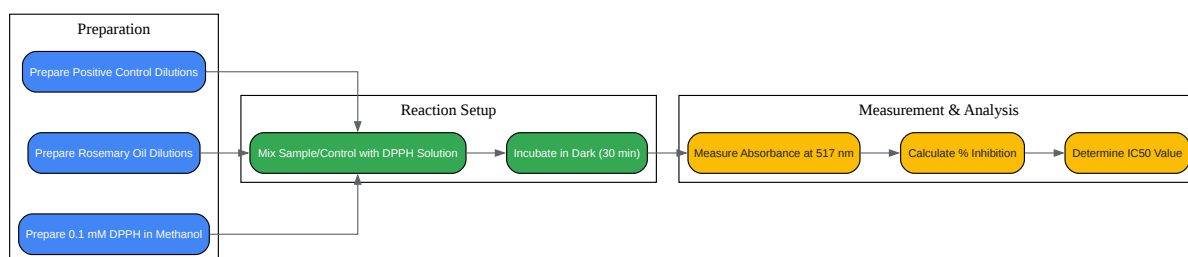 Preparation
Prepare Positive Control Dilutions
Prepare Rosemary Oil Dilutions
Prepare 0.1 mM DPPH in Methanol
Reaction Setup
Mix Sample/Control with DPPH Solution
Incubate in Dark (30 min)
Measurement & Analysis
Measure Absorbance at 517 nm
Calculate % Inhibition
Determine IC50 Value